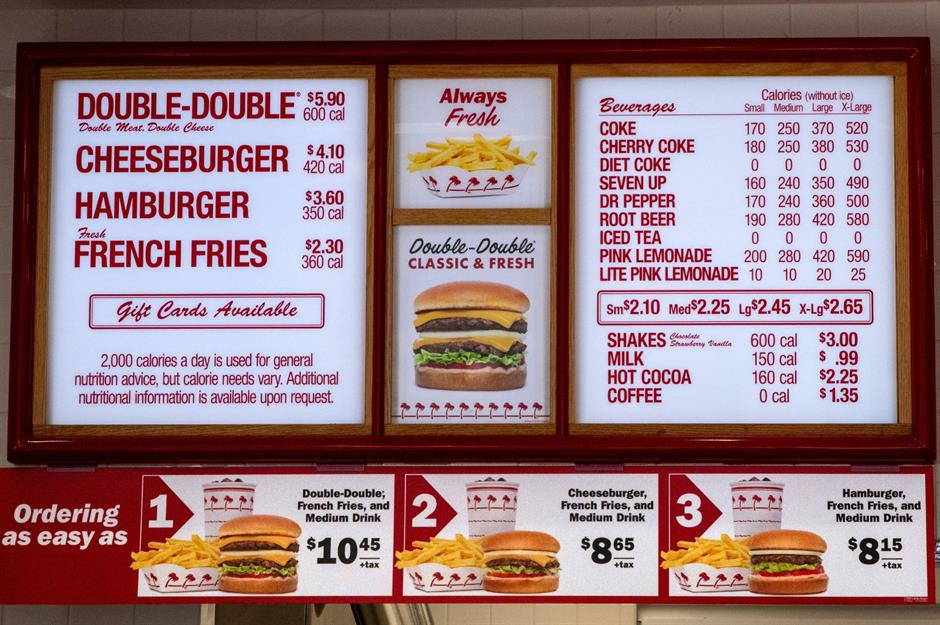 DOUBLE-DOUBLE® $5.90
Double Meat, Double Cheese 600 cal
CHEESEBURGER $4.10
420 cal
HAMBURGER $3.60
350 cal
Fresh
FRENCH FRIES $2.30
360 cal
Gift Cards Available
2,000 calories a day is used for general
nutrition advice, but calorie needs vary. Additional
nutritional information is available upon request.
Always
Fresh
Double-Double®
CLASSIC & FRESH
Calories (without ice)
Beverages Small Medium Large X-Large
COKE 170 250 370 520
CHERRY COKE 180 250 380 530
DIET COKE 0 0 0 0
SEVEN UP 160 240 350 490
DR PEPPER 170 240 360 500
ROOT BEER 190 280 420 580
ICED TEA 0 0 0 0
PINK LEMONADE 200 280 420 590
LITE PINK LEMONADE 10 10 20 25
Sm$2.10 Med$2.25 Lg$2.45 X-Lg$2.65
SHAKES Chocolate Strawberry Vanilla 600 cal $3.00
MILK 150 cal $ .99
HOT COCOA 160 cal $2.25
COFFEE 0 cal $1.35
Ordering
as easy as
1
Double-Double;
French Fries, and
Medium Drink
$10 45
+tax
2
Cheeseburger,
French Fries, and
Medium Drink
$8 65
+tax
3
Hamburger,
French Fries, and
Medium Drink
$8 15
+tax